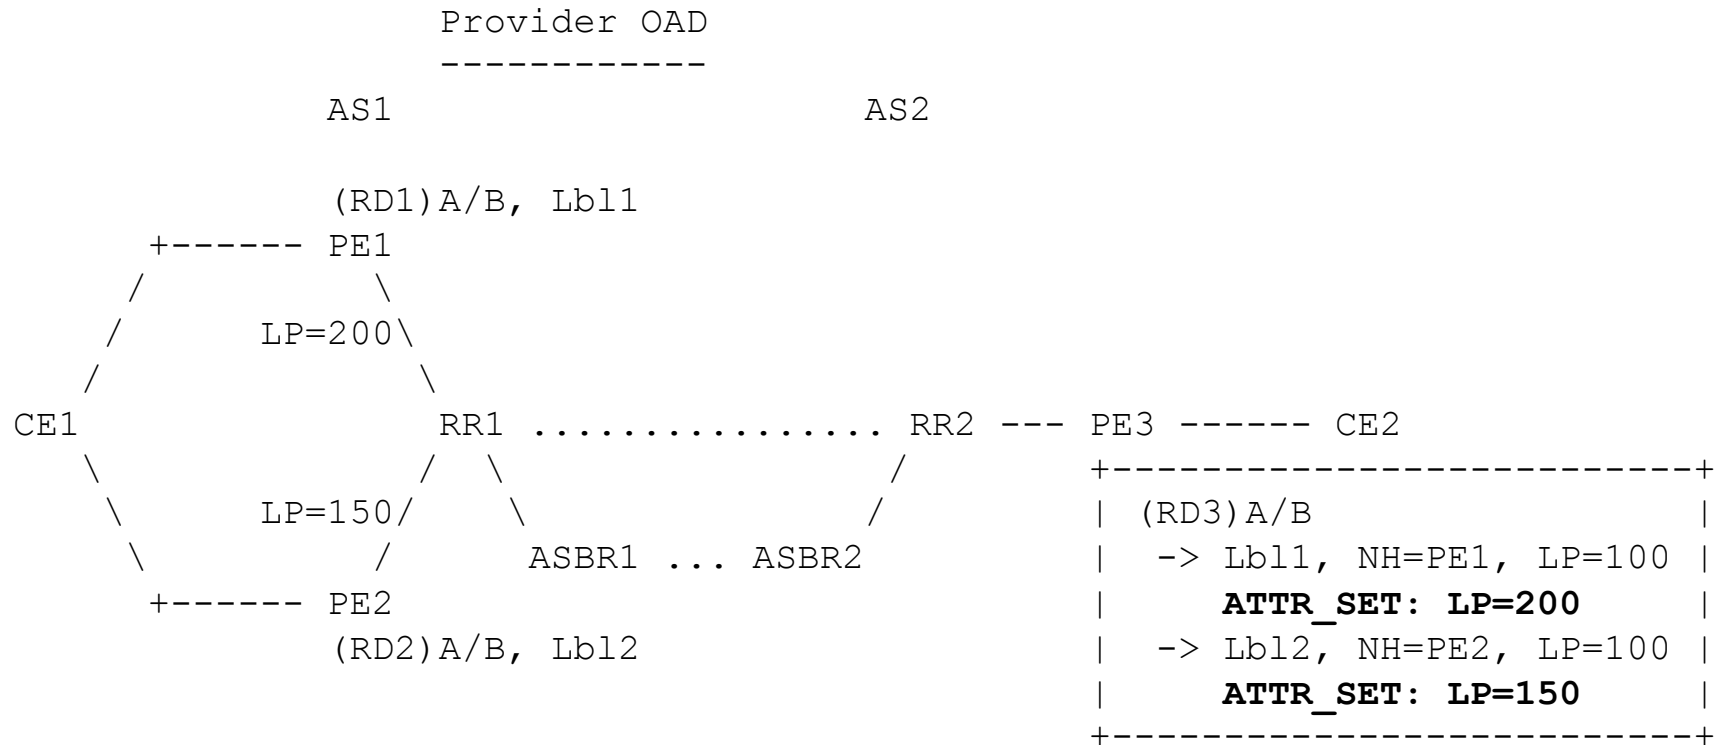 Provider OAD
------------
AS1                         AS2
(RD1)A/B, Lbl1
+------ PE1
/          \
/      LP=200\
/              \
CE1                RR1 ................ RR2 --- PE3 ------ CE2
\              /  \                 /        +--------------------------+
\      LP=150/    \               /         | (RD3)A/B                 |
\          /      ASBR1 ... ASBR2          |  -> Lbl1, NH=PE1, LP=100 |
+------ PE2                                |     ATTR_SET: LP=200     |
(RD2)A/B, Lbl2                     |  -> Lbl2, NH=PE2, LP=100 |
|     ATTR_SET: LP=150     |
+--------------------------+